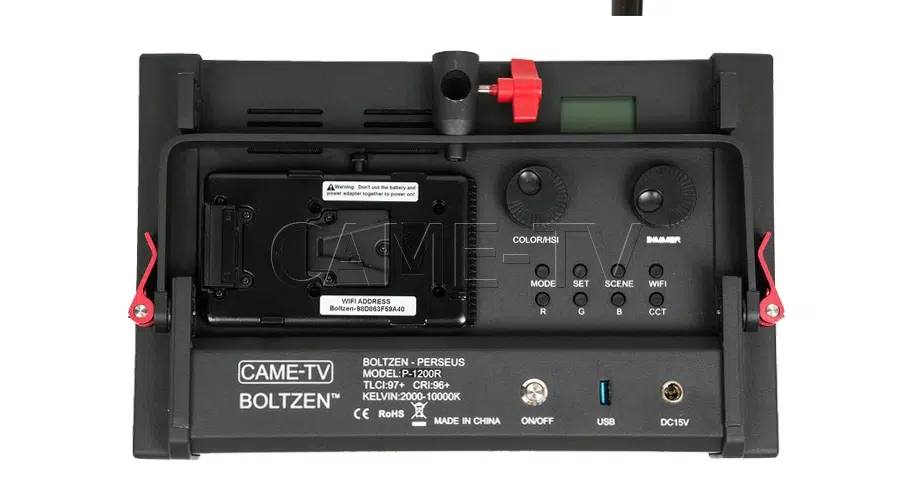 Warning: Don't use the battery and
power adapter together to power on!
COLOR/HSI
DIMMER
CAME-TV
MODE SET SCENE WIFI
R G B CCT
WIFI ADDRESS
Boltzen-98D863F59A40
CAME-TV
BOLTZEN™
BOLTZEN - PERSEUS
MODEL:P-1200R
TLCI:97+ CRI:96+
KELVIN:2000-10000K
CE RoHS MADE IN CHINA
ON/OFF
USB
DC15V